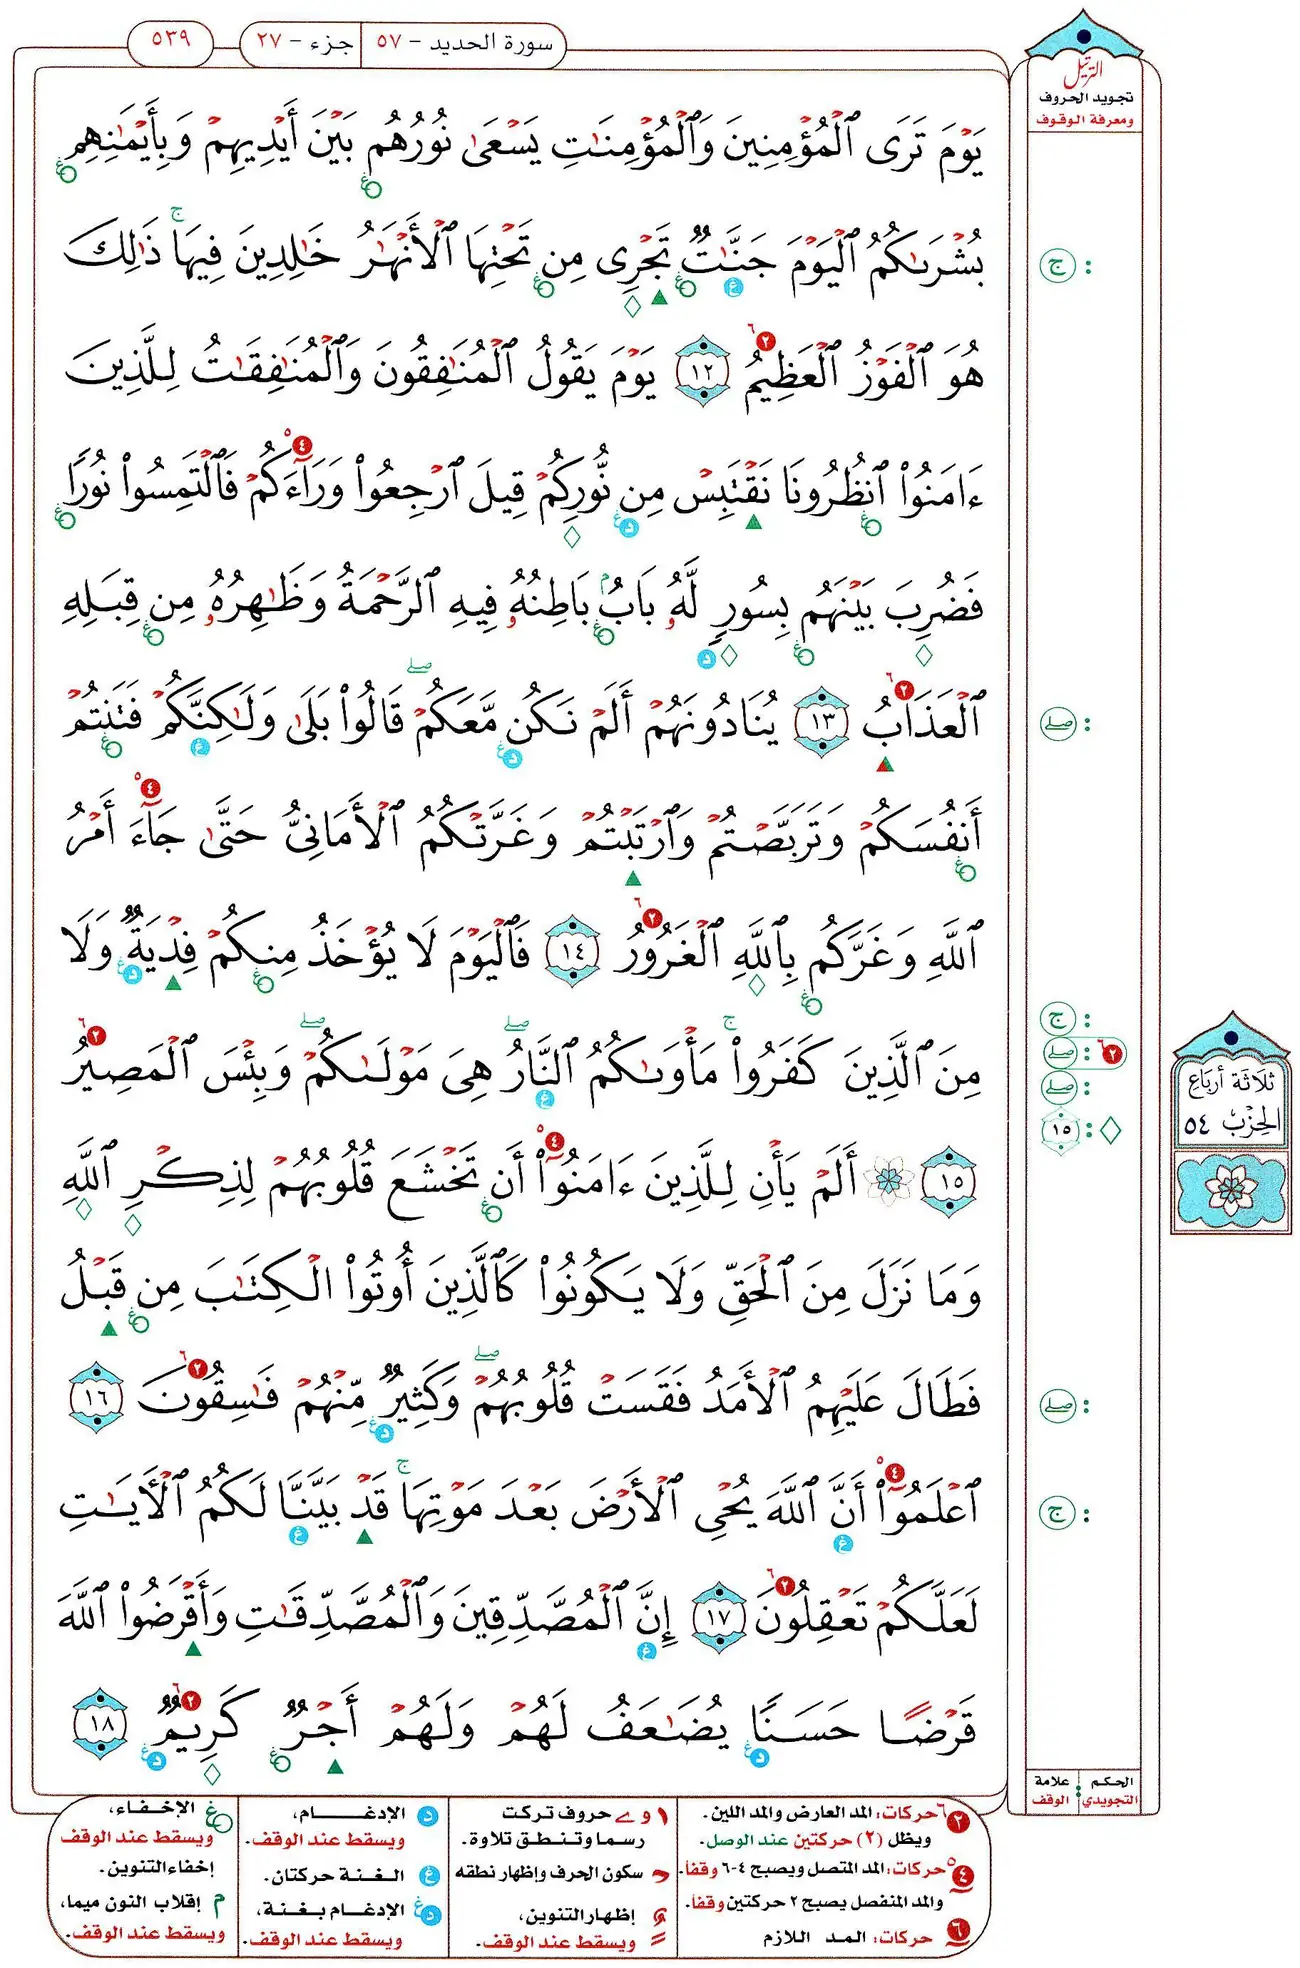 سورة الحديد - ٥٧ جزء - ٢٧ ٥٣٩
الترتيل
تجويد الحروف
ومعرفة الوقوف
يَوْمَ تَرَى ٱلْمُؤْمِنِينَ وَٱلْمُؤْمِنَٰتِ يَسْعَىٰ نُورُهُم بَيْنَ أَيْدِيهِمْ وَبِأَيْمَٰنِهِم
بُشْرَىٰكُمُ ٱلْيَوْمَ جَنَّٰتٌ تَجْرِى مِن تَحْتِهَا ٱلْأَنْهَٰرُ خَٰلِدِينَ فِيهَا ۚ ذَٰلِكَ
هُوَ ٱلْفَوْزُ ٱلْعَظِيمُ ١٢ يَوْمَ يَقُولُ ٱلْمُنَٰفِقُونَ وَٱلْمُنَٰفِقَٰتُ لِلَّذِينَ
ءَامَنُوا۟ ٱنظُرُونَا نَقْتَبِسْ مِن نُّورِكُمْ قِيلَ ٱرْجِعُوا۟ وَرَآءَكُمْ فَٱلْتَمِسُوا۟ نُورًا
فَضُرِبَ بَيْنَهُم بِسُورٍ لَّهُۥ بَابٌۢ بَاطِنُهُۥ فِيهِ ٱلرَّحْمَةُ وَظَٰهِرُهُۥ مِن قِبَلِهِ
ٱلْعَذَابُ ١٣ يُنَادُونَهُمْ أَلَمْ نَكُن مَّعَكُمْ ۖ قَالُوا۟ بَلَىٰ وَلَٰكِنَّكُمْ فَتَنتُمْ
أَنفُسَكُمْ وَتَرَبَّصْتُمْ وَٱرْتَبْتُمْ وَغَرَّتْكُمُ ٱلْأَمَانِىُّ حَتَّىٰ جَآءَ أَمْرُ
ٱللَّهِ وَغَرَّكُم بِٱللَّهِ ٱلْغَرُورُ ١٤ فَٱلْيَوْمَ لَا يُؤْخَذُ مِنكُمْ فِدْيَةٌ وَلَا
مِنَ ٱلَّذِينَ كَفَرُوا۟ ۚ مَأْوَىٰكُمُ ٱلنَّارُ ۖ هِىَ مَوْلَىٰكُمْ ۖ وَبِئْسَ ٱلْمَصِيرُ
١٥ أَلَمْ يَأْنِ لِلَّذِينَ ءَامَنُوٓا۟ أَن تَخْشَعَ قُلُوبُهُمْ لِذِكْرِ ٱللَّهِ
وَمَا نَزَلَ مِنَ ٱلْحَقِّ وَلَا يَكُونُوا۟ كَٱلَّذِينَ أُوتُوا۟ ٱلْكِتَٰبَ مِن قَبْلُ
فَطَالَ عَلَيْهِمُ ٱلْأَمَدُ فَقَسَتْ قُلُوبُهُمْ ۖ وَكَثِيرٌ مِّنْهُمْ فَٰسِقُونَ ١٦
ٱعْلَمُوٓا۟ أَنَّ ٱللَّهَ يُحْىِ ٱلْأَرْضَ بَعْدَ مَوْتِهَا ۚ قَدْ بَيَّنَّا لَكُمُ ٱلْءَايَٰتِ
لَعَلَّكُمْ تَعْقِلُونَ ١٧ إِنَّ ٱلْمُصَّدِّقِينَ وَٱلْمُصَّدِّقَٰتِ وَأَقْرَضُوا۟ ٱللَّهَ
قَرْضًا حَسَنًا يُضَٰعَفُ لَهُمْ وَلَهُمْ أَجْرٌ كَرِيمٌ ١٨
: ج
: صلے
: ج
٢ : صلے
: صلے
: ١٥
: صلے
: ج
ثلاثة أرباع
الحزب ٥٤
الحكم : علامة
التجويدي : الوقف
٢ حركات: المد العارض والمد اللين.
ويظل (٢) حركتين عند الوصل.
٤ حركات: المد المتصل ويصبح ٤-٦ وقفاً.
والمد المنفصل يصبح ٢ حركتين وقفاً.
٦ حركات: المد اللازم
ا و ے حروف تركت
رسما وتنطق تلاوة.
سكون الحرف وإظهار نطقه
إظهار التنوين،
ويسقط عند الوقف.
د الإدغام،
ويسقط عند الوقف.
غ الغنة حركتان.
د الإدغام بغنة،
ويسقط عند الوقف.
الإخفاء،
ويسقط عند الوقف
إخفاء التنوين.
م إقلاب النون ميما،
ويسقط عند الوقف.